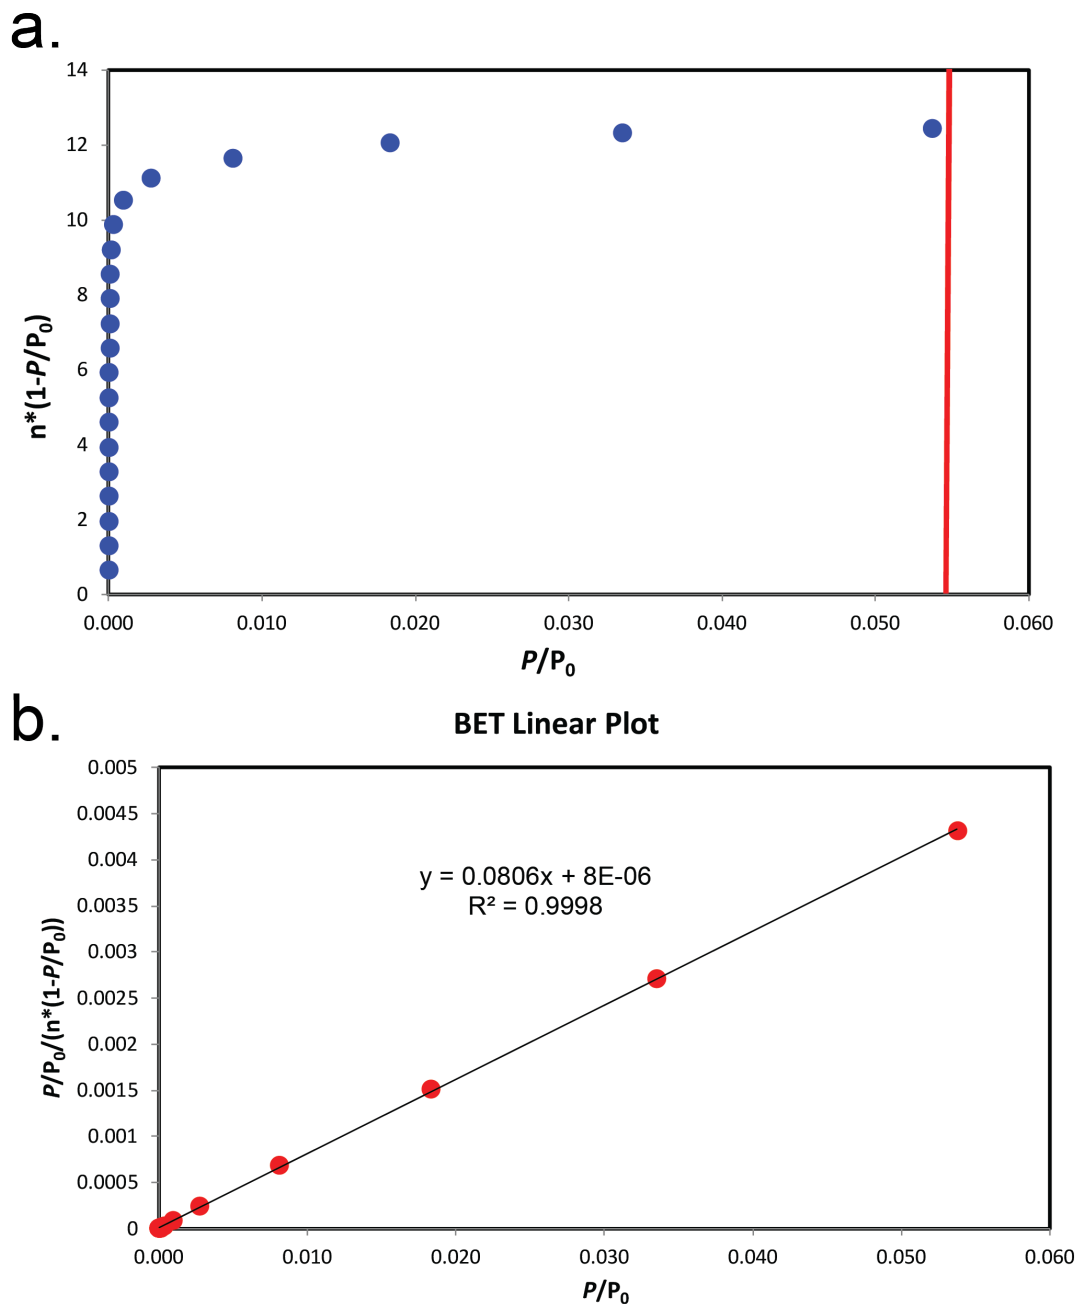 a.
14
12
10
8
6
4
2
0
n*(1-P/P₀)
0.000 0.010 0.020 0.030 0.040 0.050 0.060
P/P₀
b.
BET Linear Plot
0.005
0.0045
0.004
0.0035
0.003
0.0025
0.002
0.0015
0.001
0.0005
0
P/P₀/(n*(1-P/P₀))
y = 0.0806x + 8E-06
R² = 0.9998
0.000 0.010 0.020 0.030 0.040 0.050 0.060
P/P₀